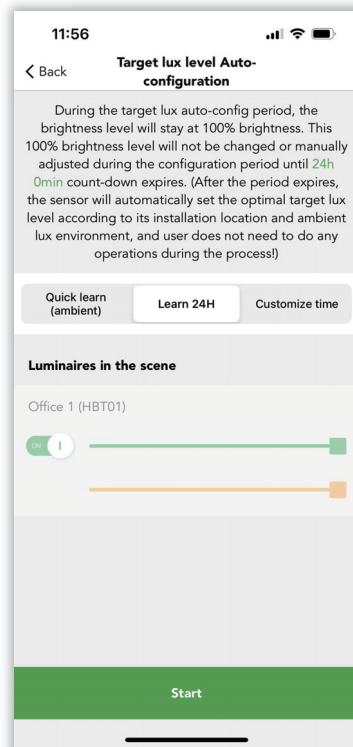 11:56
Back
Target lux level Auto-
configuration
During the target lux auto-config period, the
brightness level will stay at 100% brightness. This
100% brightness level will not be changed or manually
adjusted during the configuration period until 24h
0min count-down expires. (After the period expires,
the sensor will automatically set the optimal target lux
level according to its installation location and ambient
lux environment, and user does not need to do any
operations during the process!)
Quick learn
(ambient)
Learn 24H
Customize time
Luminaires in the scene
Office 1 (HBT01)
ON
Start